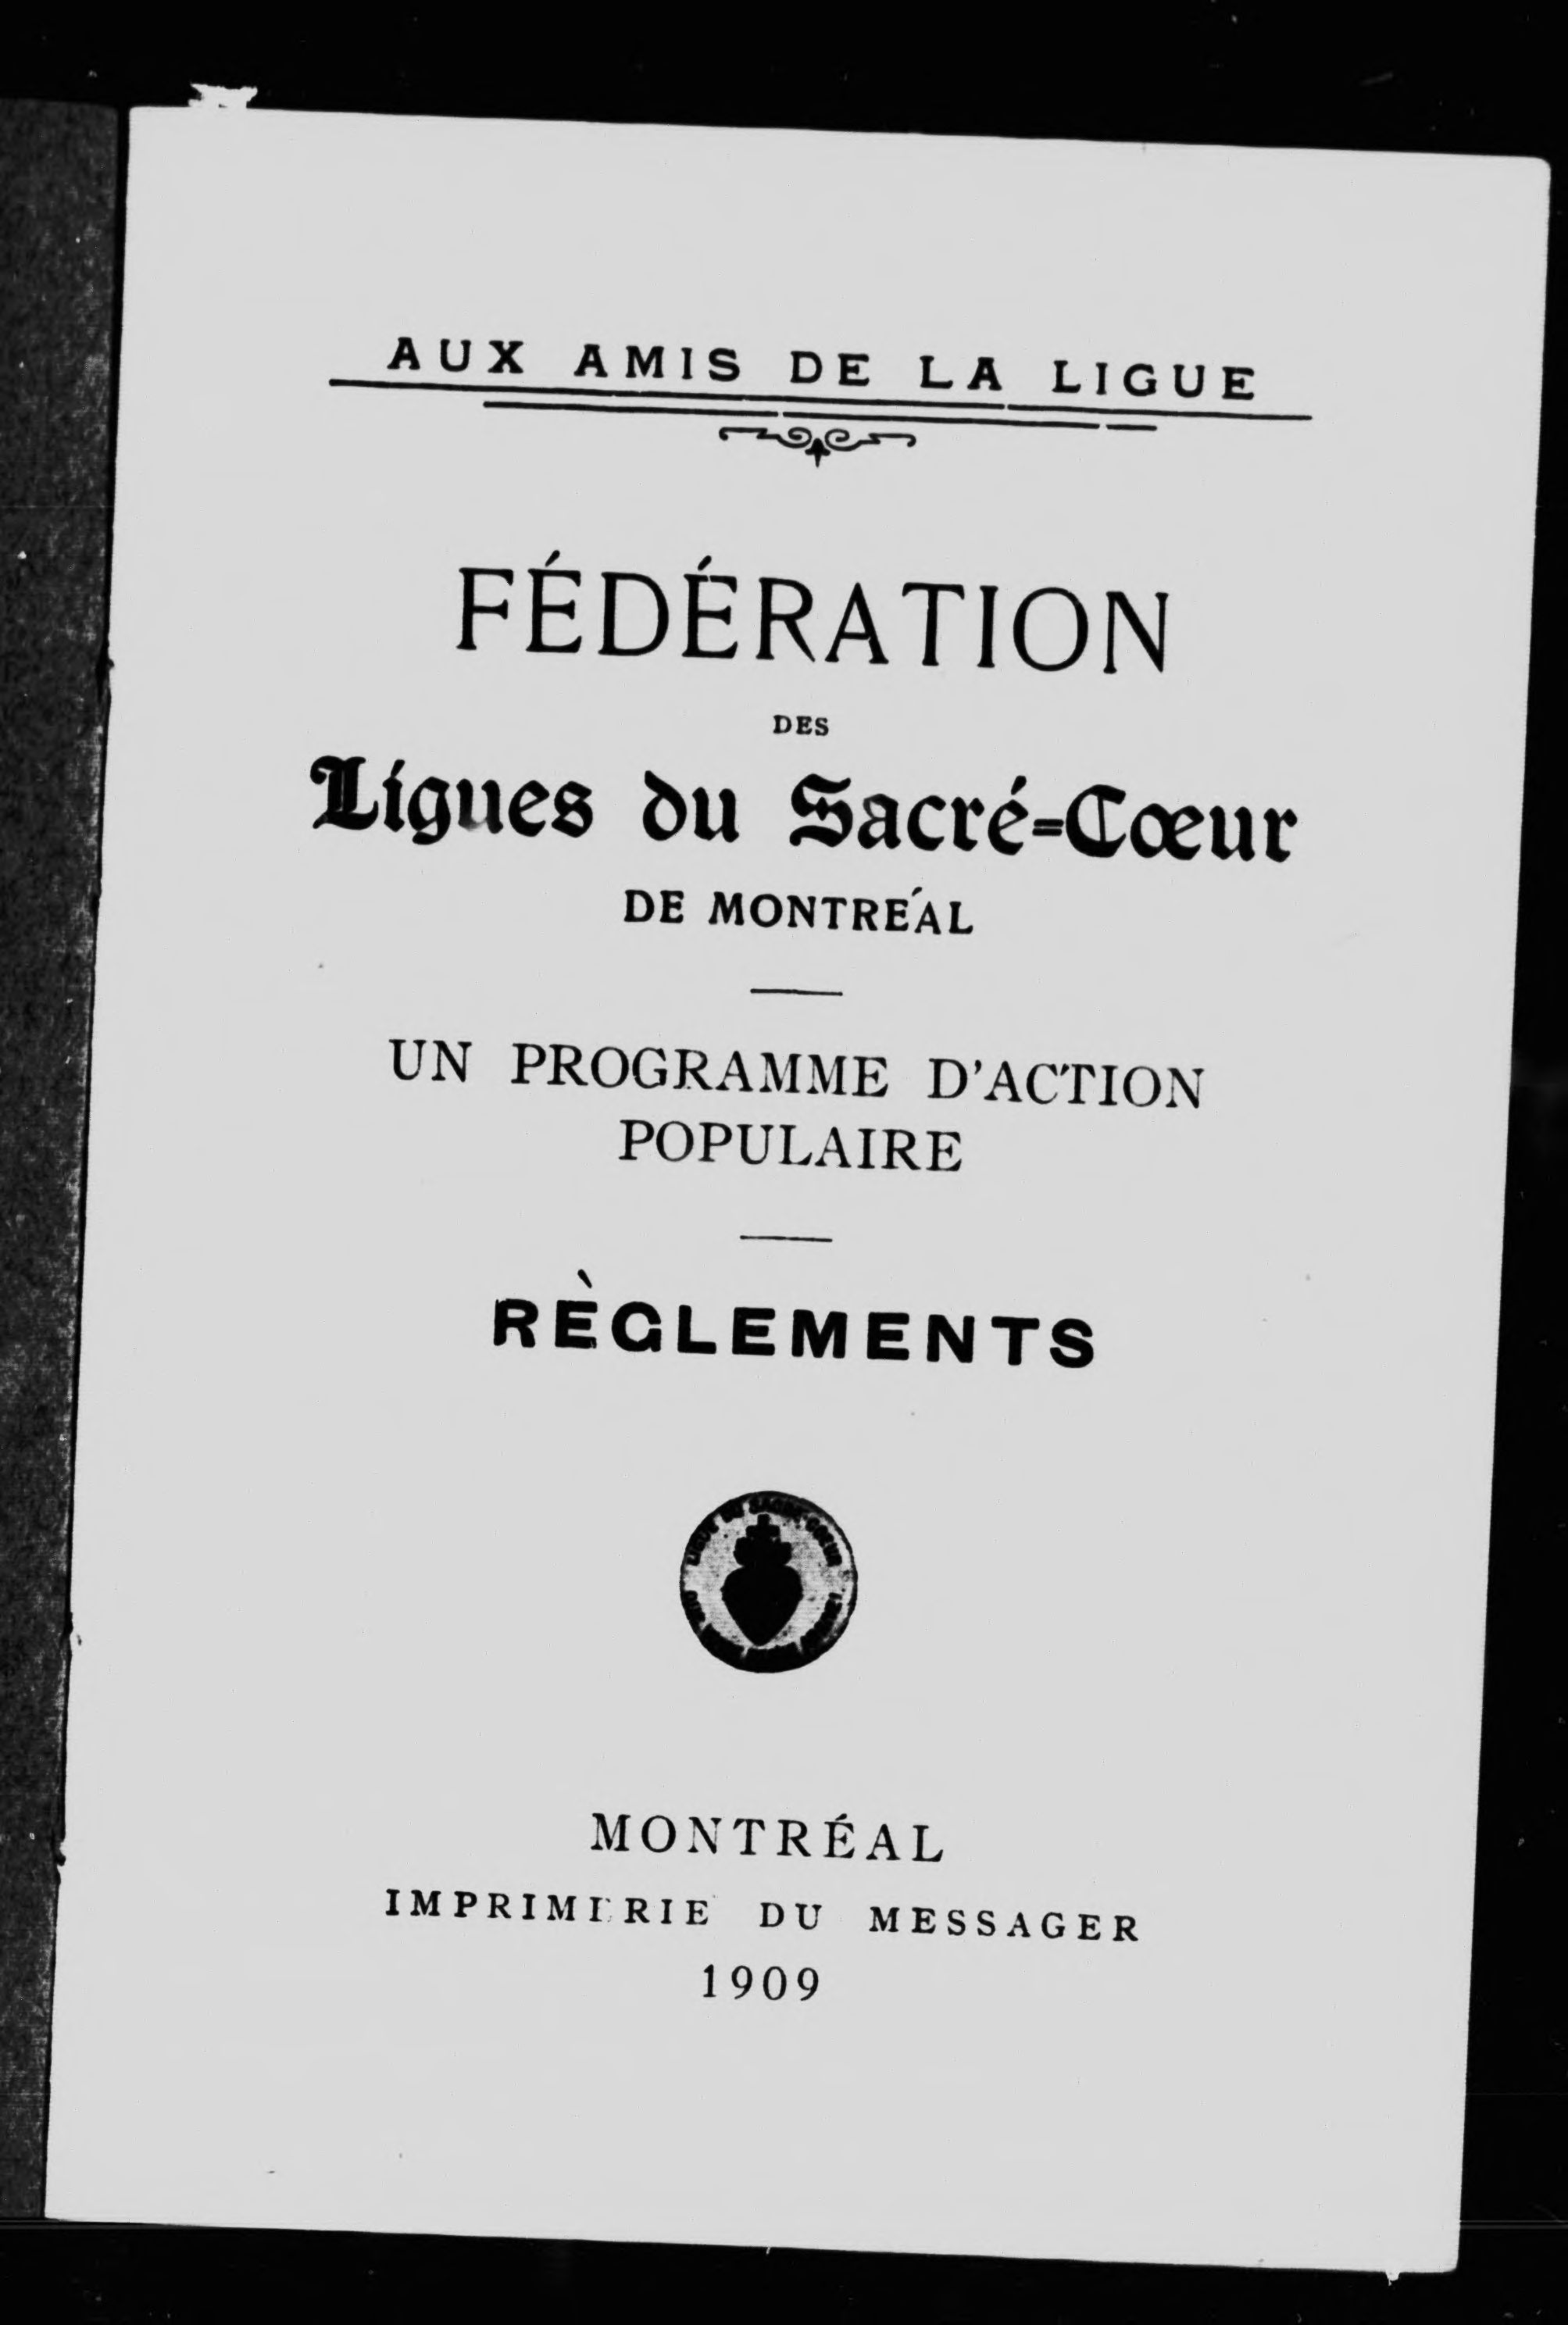 AUX AMIS DE LA LIGUE
FÉDÉRATION
DES
Ligues du Sacré-Cœur
DE MONTRÉAL
UN PROGRAMME D'ACTION
POPULAIRE
RÈGLEMENTS
MONTRÉAL
IMPRIMERIE DU MESSAGER
1909